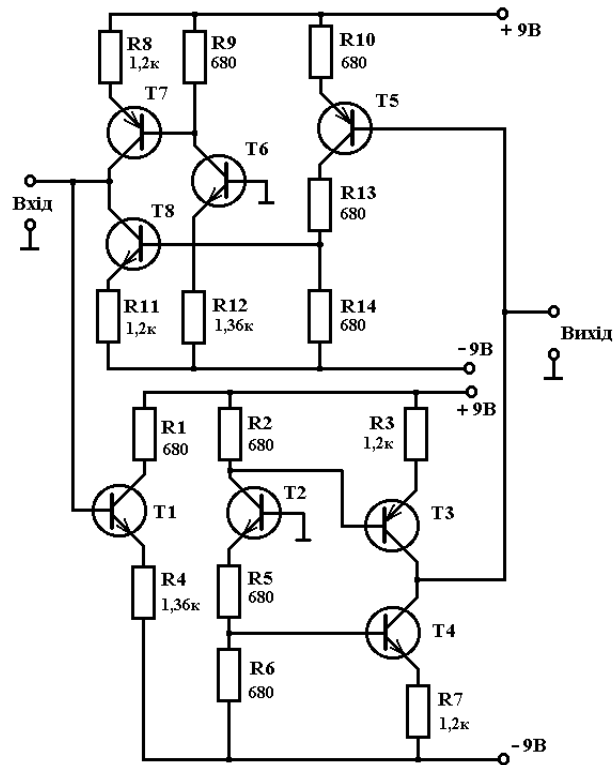 + 9В
R8
1,2к
R9
680
R10
680
T7
T5
T6
Вхід
R13
680
T8
R11
1,2к
R12
1,36к
R14
680
Вихід
- 9В
+ 9В
R1
680
R2
680
R3
1,2к
T2
T1
T3
R4
1,36к
R5
680
T4
R6
680
R7
1,2к
- 9В